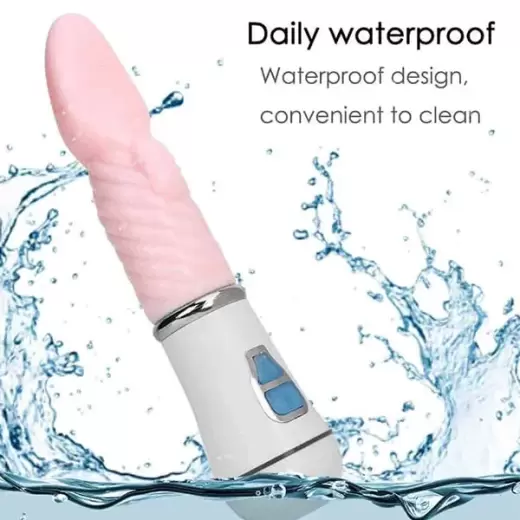 Daily waterproof
Waterproof design,
convenient to clean